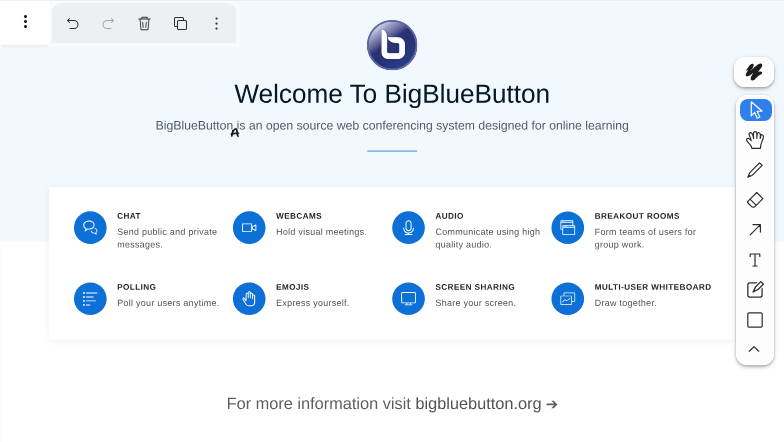 Welcome To BigBlueButton
BigBlueButton is an open source web conferencing system designed for online learning
A
CHAT
Send public and private
messages.
WEBCAMS
Hold visual meetings.
AUDIO
Communicate using high
quality audio.
BREAKOUT ROOMS
Form teams of users for
group work.
POLLING
Poll your users anytime.
EMOJIS
Express yourself.
SCREEN SHARING
Share your screen.
MULTI-USER WHITEBOARD
Draw together.
For more information visit bigbluebutton.org →